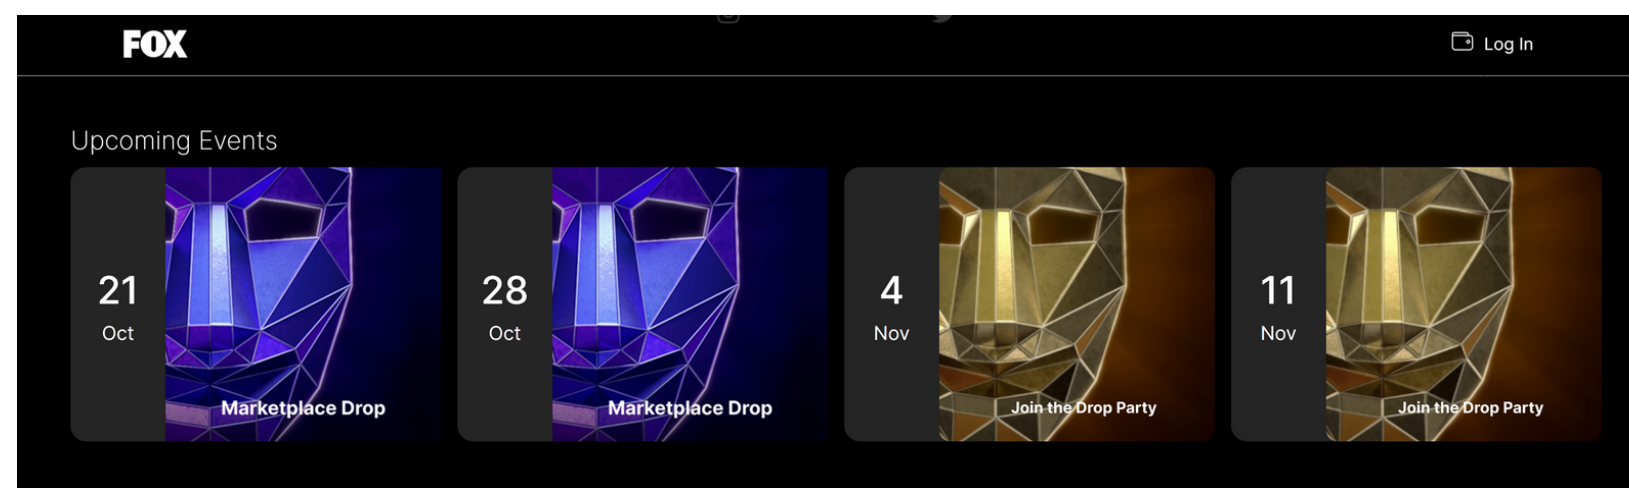 FOX
Log In
Upcoming Events
21
Oct
Marketplace Drop
28
Oct
Marketplace Drop
4
Nov
Join the Drop Party
11
Nov
Join the Drop Party